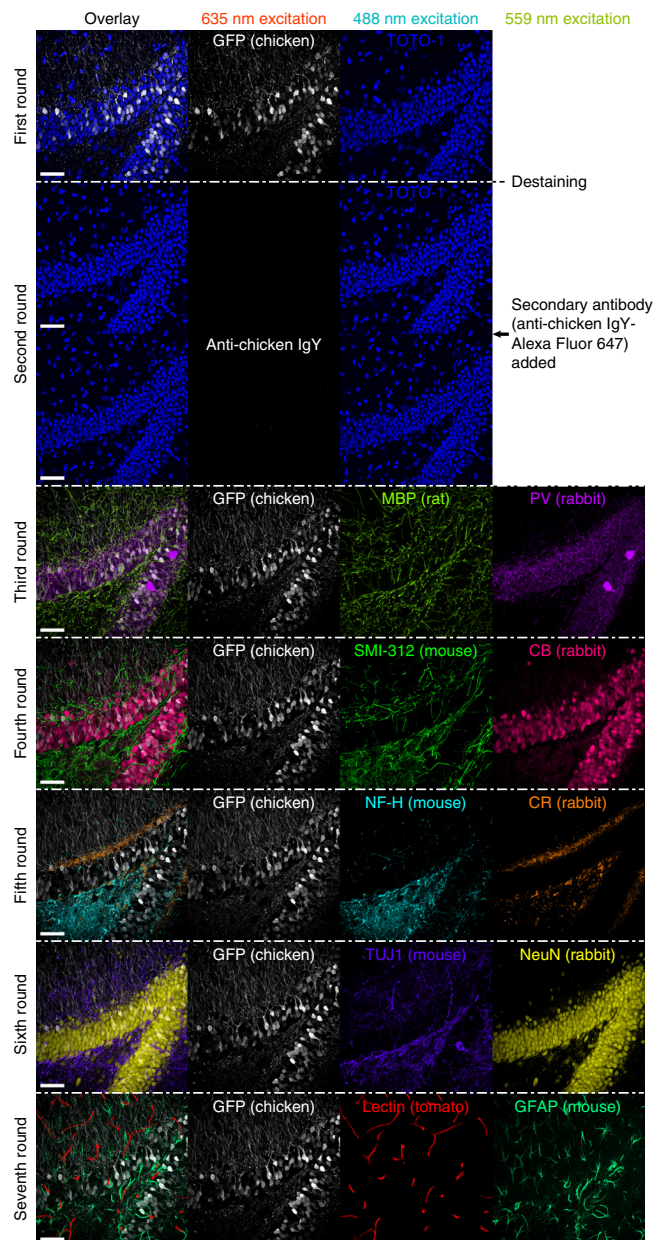 Overlay
635 nm excitation
488 nm excitation
559 nm excitation
First round
GFP (chicken)
TOTO-1
Destaining
Second round
TOTO-1
Anti-chicken IgY
Secondary antibody
(anti-chicken IgY-
Alexa Fluor 647)
added
Third round
GFP (chicken)
MBP (rat)
PV (rabbit)
Fourth round
GFP (chicken)
SMI-312 (mouse)
CB (rabbit)
Fifth round
GFP (chicken)
NF-H (mouse)
CR (rabbit)
Sixth round
GFP (chicken)
TUJ1 (mouse)
NeuN (rabbit)
Seventh round
GFP (chicken)
Lectin (tomato)
GFAP (mouse)